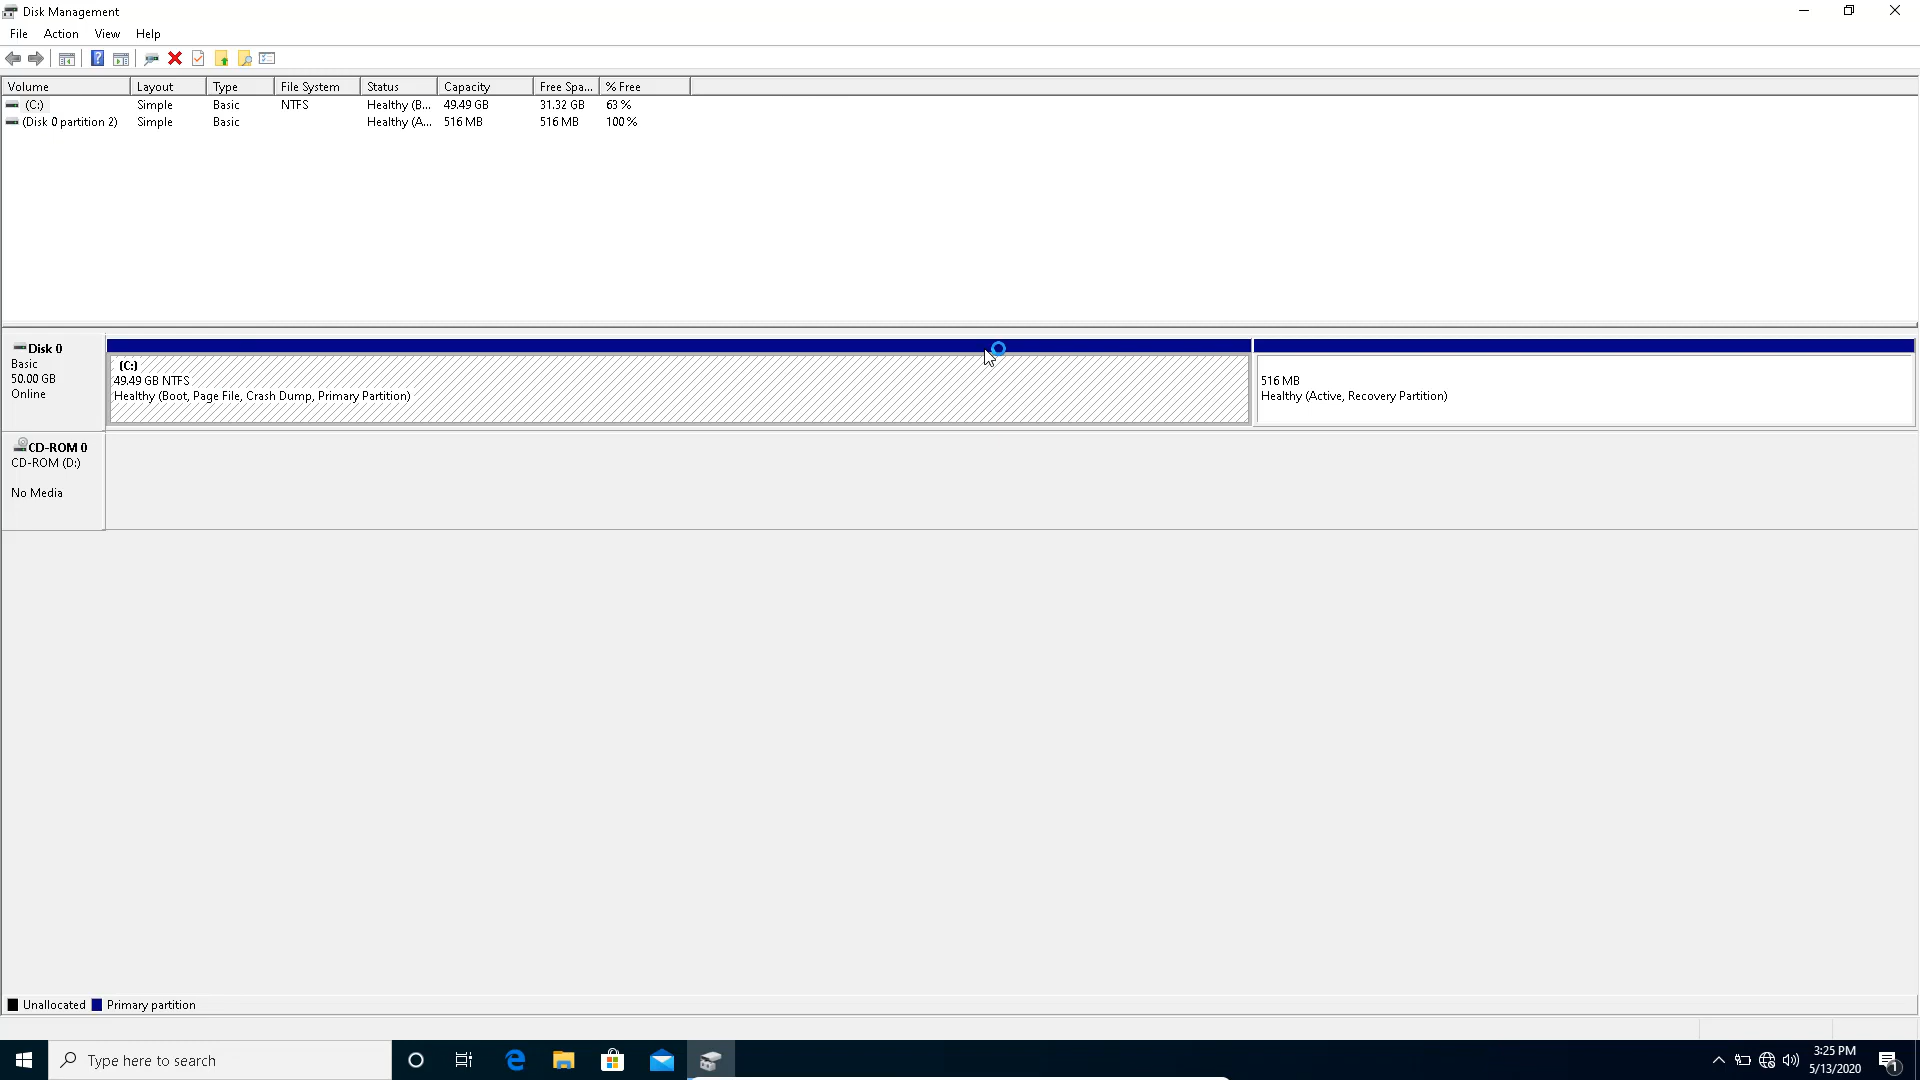 Disk Management
File Action View Help
Volume Layout Type File System Status Capacity Free Spa... % Free
(C:) Simple Basic NTFS Healthy (B... 49.49 GB 31.32 GB 63 %
(Disk 0 partition 2) Simple Basic Healthy (A... 516 MB 516 MB 100 %
Disk 0
Basic
50.00 GB
Online
(C:)
49.49 GB NTFS
Healthy (Boot, Page File, Crash Dump, Primary Partition)
516 MB
Healthy (Active, Recovery Partition)
CD-ROM 0
CD-ROM (D:)
No Media
Unallocated Primary partition
Type here to search
3:25 PM
5/13/2020
1